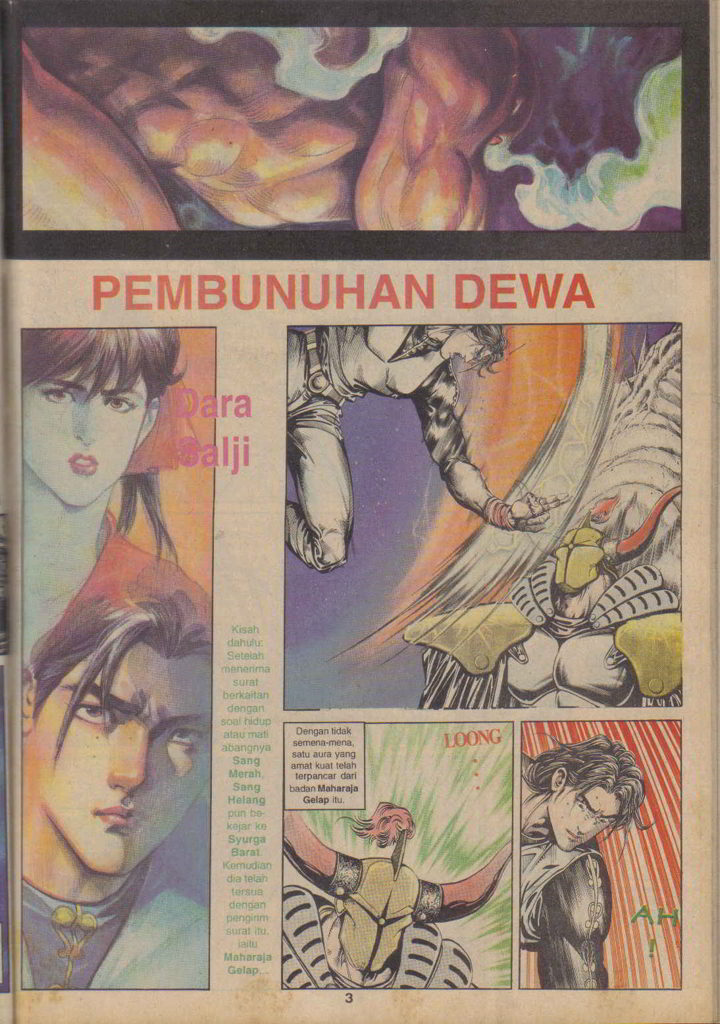 PEMBUNUHAN DEWA
Dara
Salji
Kisah
dahulu:
Setelah
menerima
surat
berkaitan
dengan
soal hidup
atau mati
abangnya
Sang
Merah,
Sang
Helang
pun be-
kejar ke
Syurga
Barat.
Kemudian
dia telah
tersua
dengan
pengirim
surat itu,
iaitu
Maharaja
Gelap...
Dengan tidak
semena-mena,
satu aura yang
amat kuat telah
terpancar dari
badan Maharaja
Gelap itu.
LOONG
...
AH
!
3